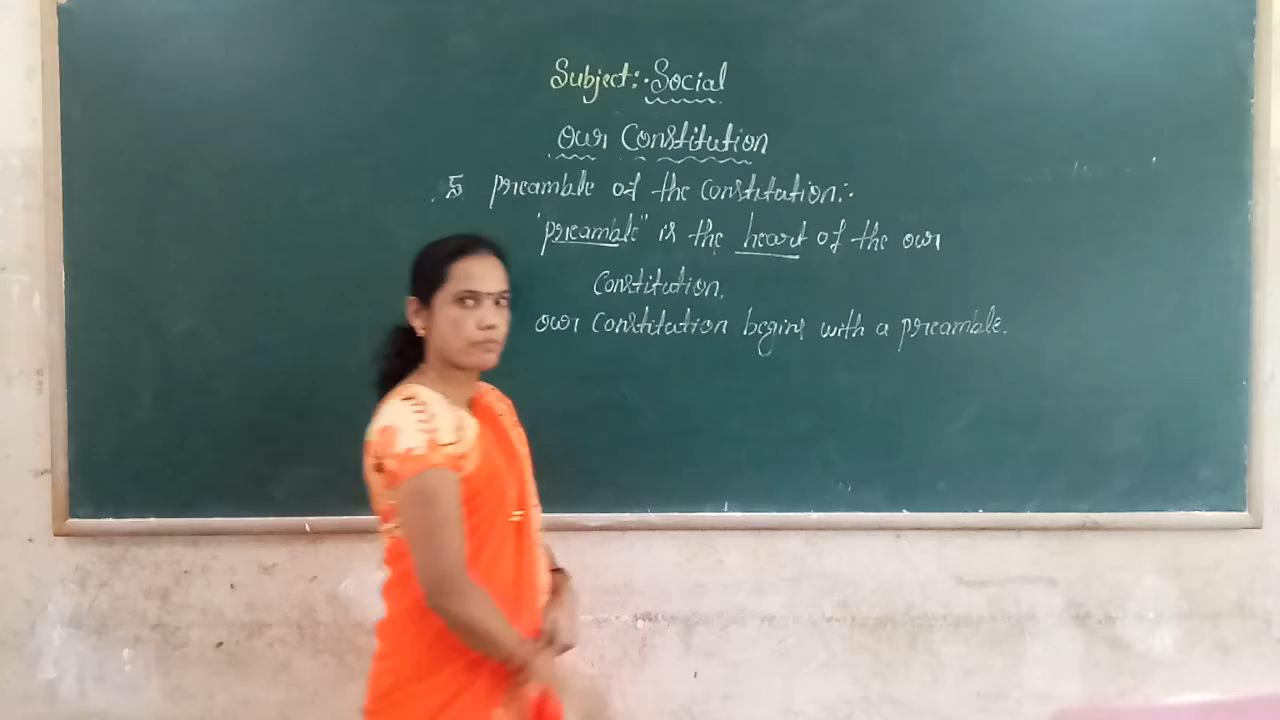 Subject:- Social
Our Constitution
5 preamble of the constitution:-
"preamble" is the heart of the our
Constitution.
our constitution begins with a preamble.